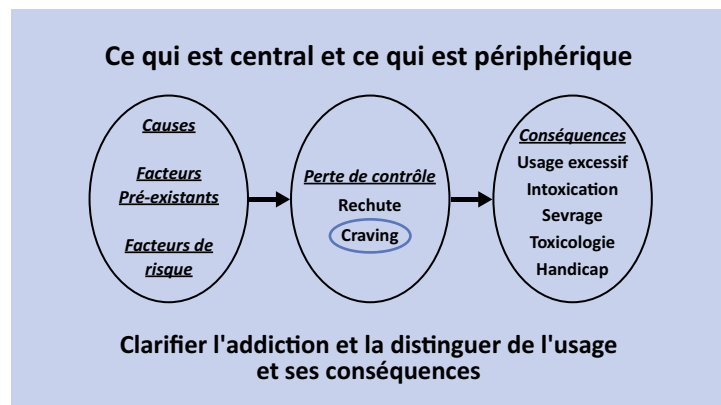 Ce qui est central et ce qui est périphérique
Causes
Facteurs
Pré-existants
Facteurs de
risque
Perte de contrôle
Rechute
Craving
Conséquences
Usage excessif
Intoxication
Sevrage
Toxicologie
Handicap
Clarifier l'addiction et la distinguer de l'usage
et ses conséquences